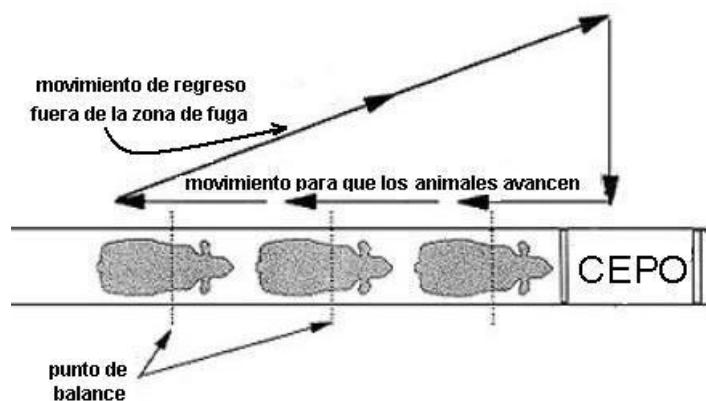 movimiento de regreso
fuera de la zona de fuga
movimiento para que los animales avancen
CEPO
punto de
balance